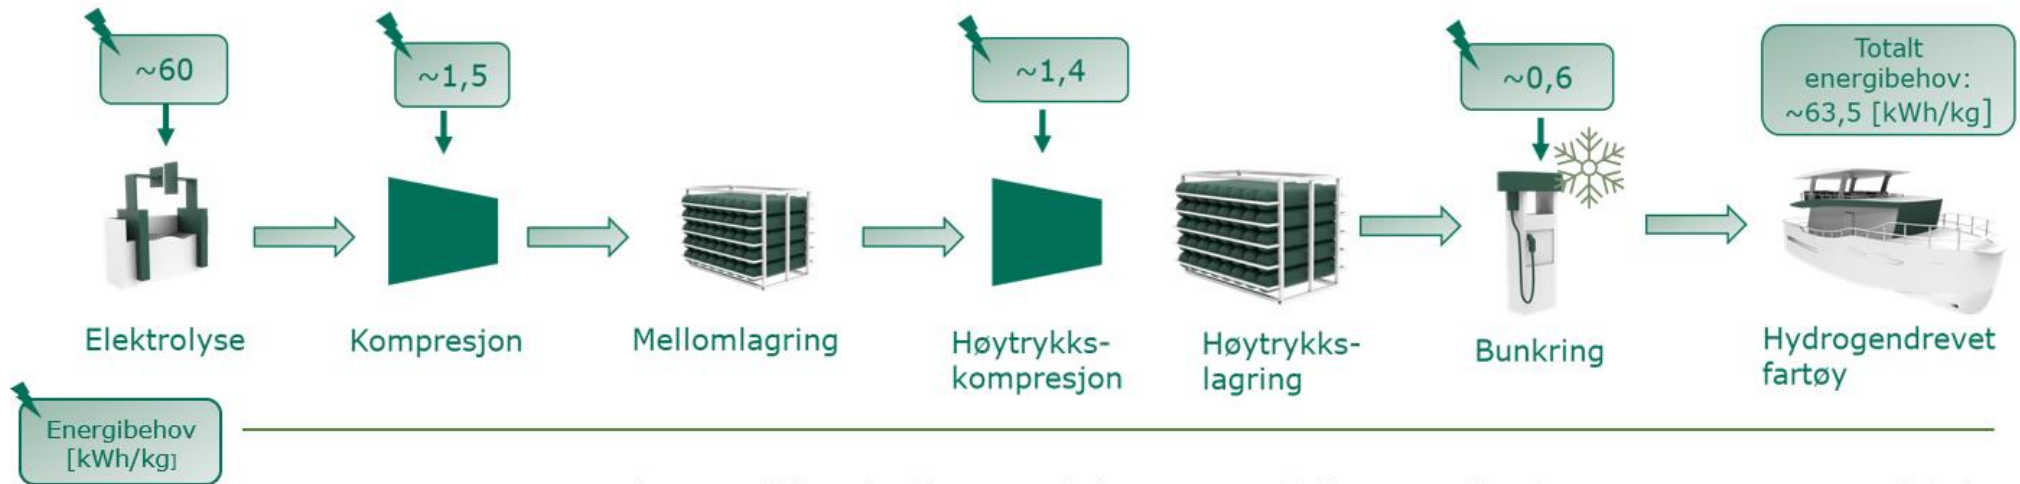 ~60
~1,5
~1,4
~0,6
Totalt
energibehov:
~63,5 [kWh/kg]
Elektrolyse
Kompresjon
Mellomlagring
Høytrykks-
kompresjon
Høytrykks-
lagring
Bunkring
Hydrogendrevet
fartøy
Energibehov
[kWh/kg]